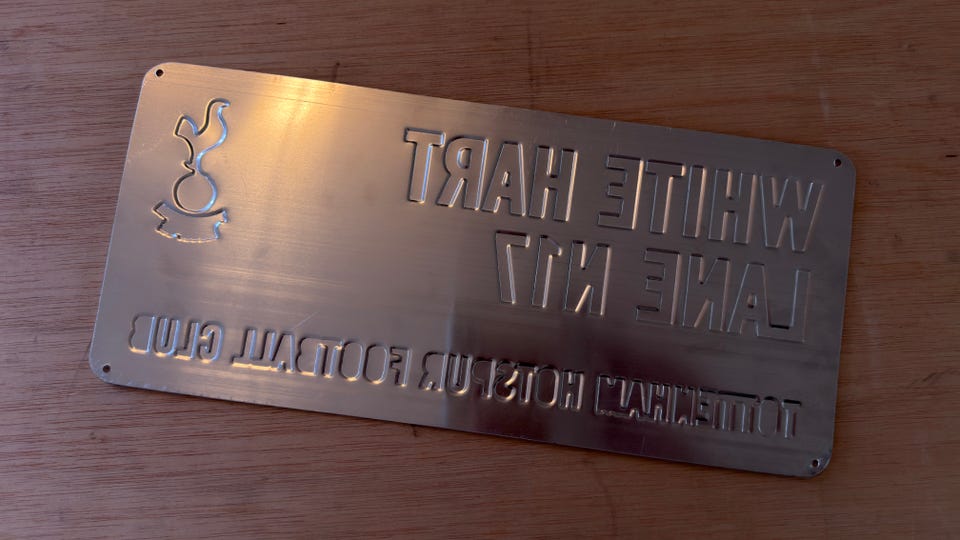 WHITE HART
LANE N17
TOTTENHAM HOTSPUR FOOTBALL CLUB